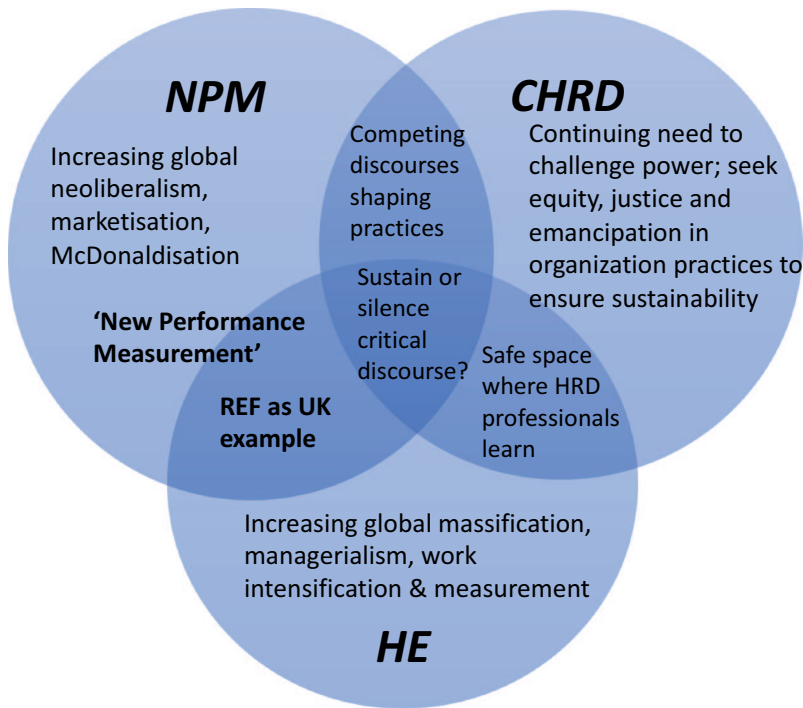 NPM
Increasing global
neoliberalism,
marketisation,
McDonaldisation
‘New Performance
Measurement’
REF as UK
example
Competing
discourses
shaping
practices
Sustain or
silence
critical
discourse?
CHRD
Continuing need to
challenge power; seek
equity, justice and
emancipation in
organization practices to
ensure sustainability
Safe space
where HRD
professionals
learn
Increasing global massification,
managerialism, work
intensification & measurement
HE